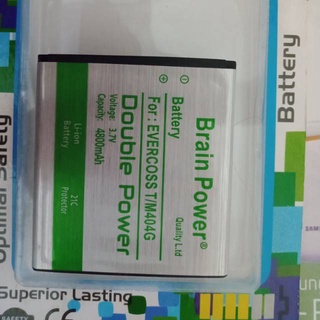 Brain Power®
Quality L.td
Battery
For : EVERCOSS T/M404G
Double Power
Voltage: 3.7V
Capacity: 4800mAh
Li-ion
Battery
21C
Protector
Battery
Optimal Safety
Superior Lasting